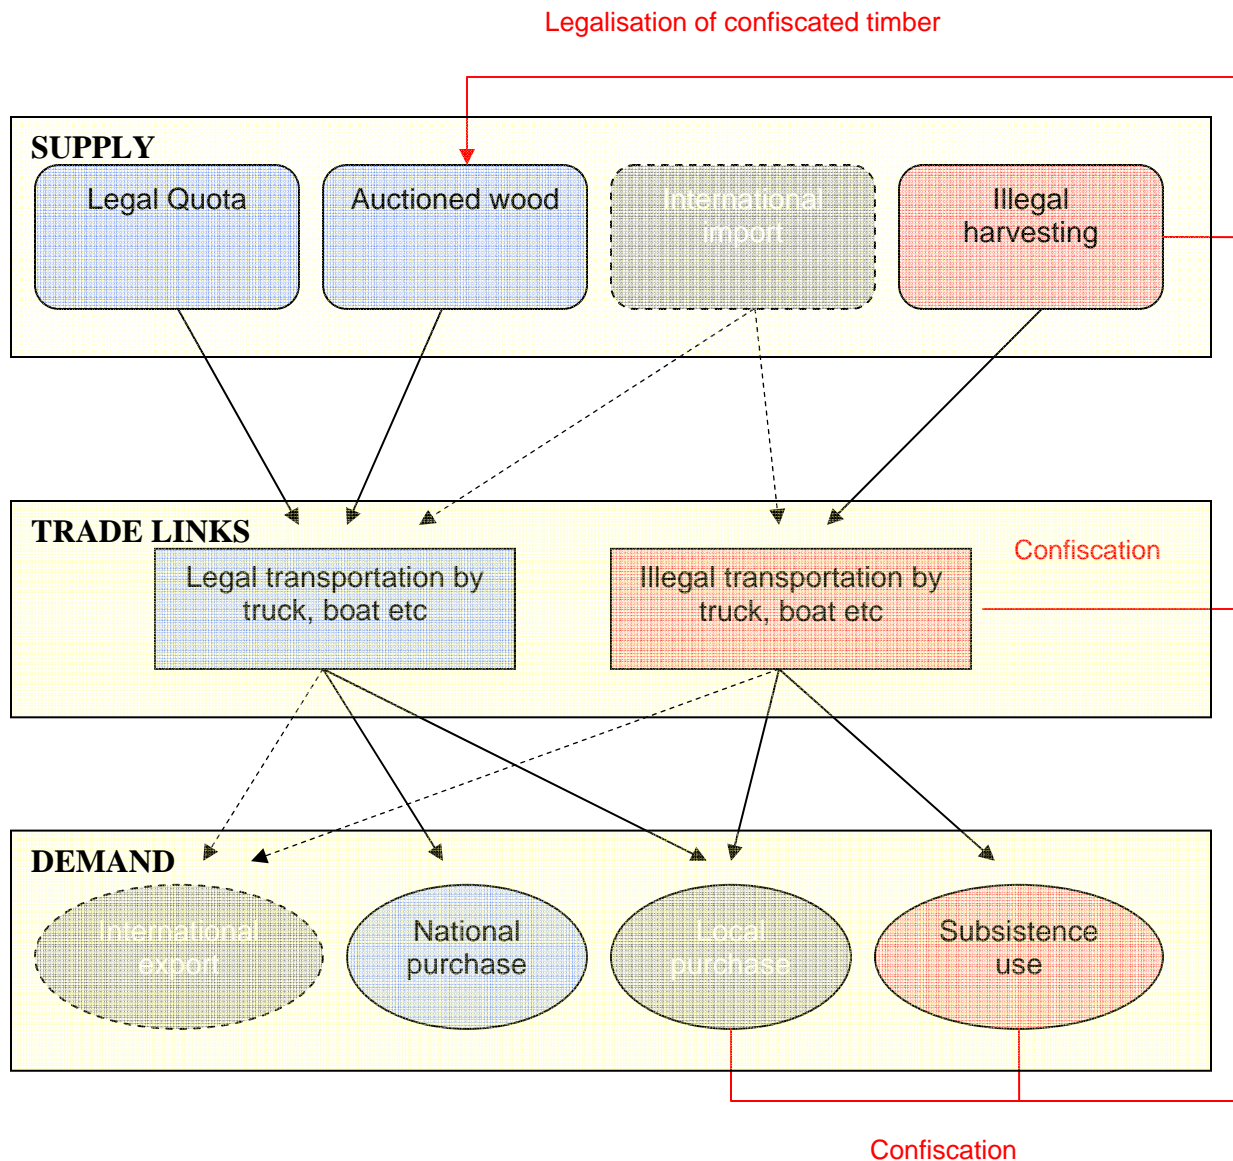 Legalisation of confiscated timber
SUPPLY
Legal Quota
Auctioned wood
International
import
Illegal
harvesting
TRADE LINKS
Confiscation
Legal transportation by
truck, boat etc
Illegal transportation by
truck, boat etc
DEMAND
International
export
National
purchase
Local
purchase
Subsistence
use
Confiscation